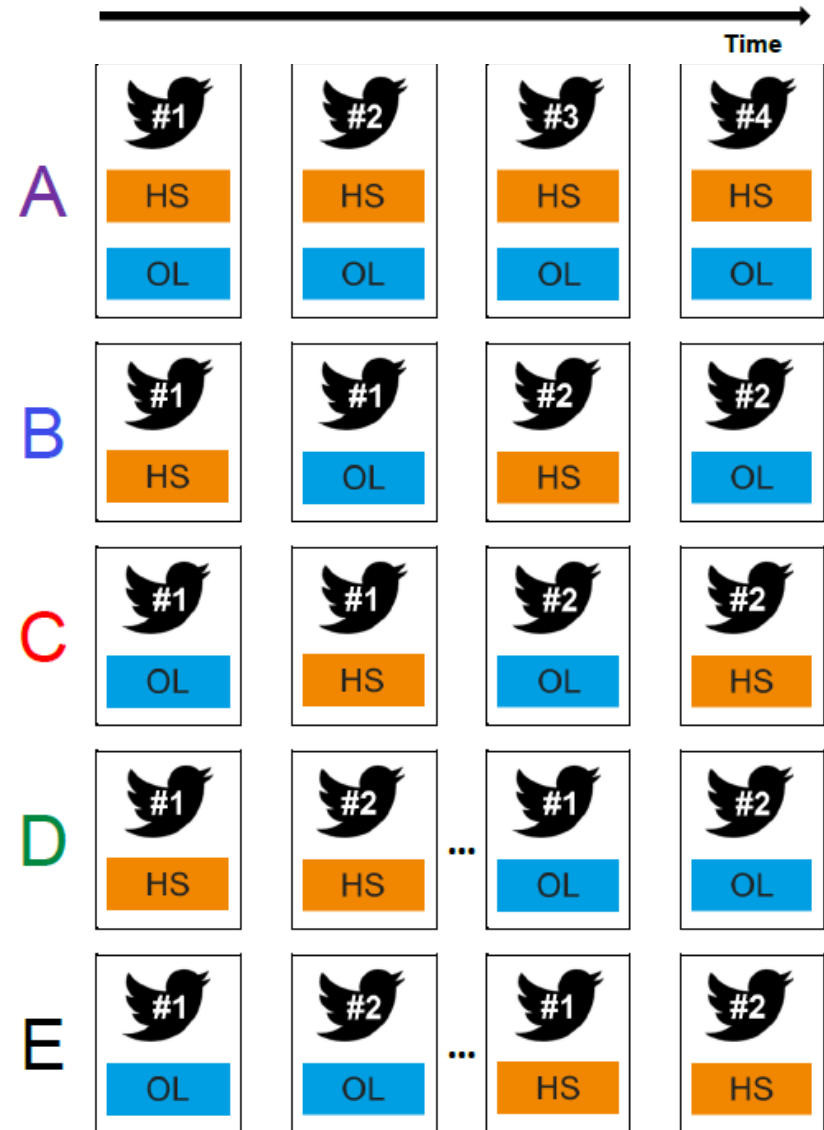 Time
#1 #2 #3 #4
A
HS HS HS HS
OL OL OL OL
#1 #1 #2 #2
B
HS OL HS OL
#1 #1 #2 #2
C
OL HS OL HS
#1 #2 #1 #2
D
...
HS HS OL OL
#1 #2 #1 #2
E
...
OL OL HS HS